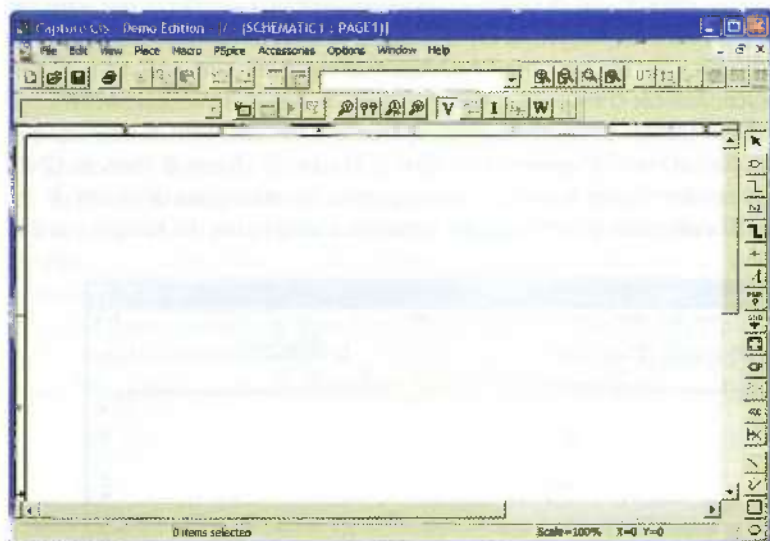 Capture CIS - Demo Edition - [/ - (SCHEMATIC1 : PAGE1)]
File Edit View Place Macro PSpice Accessories Options Window Help
V I W
0 items selected Scale=100% X=0 Y=0